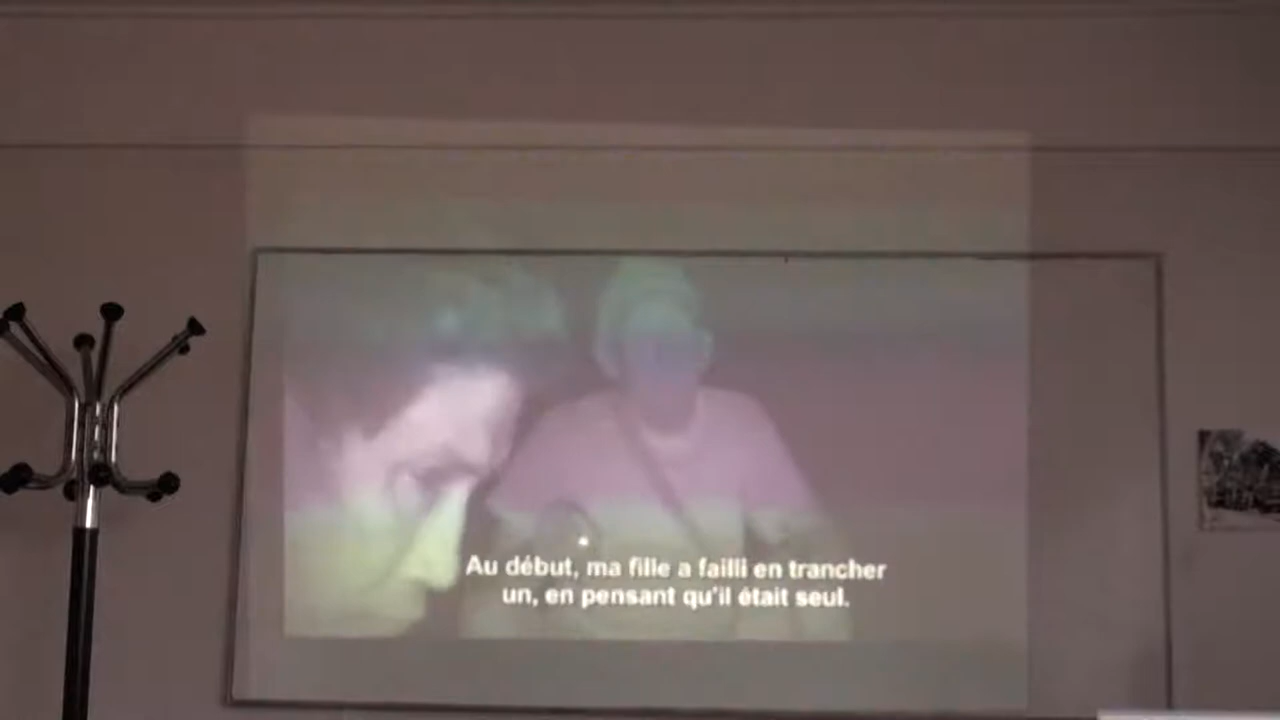 Au début, ma fille a failli en trancher
un, en pensant qu'il était seul.